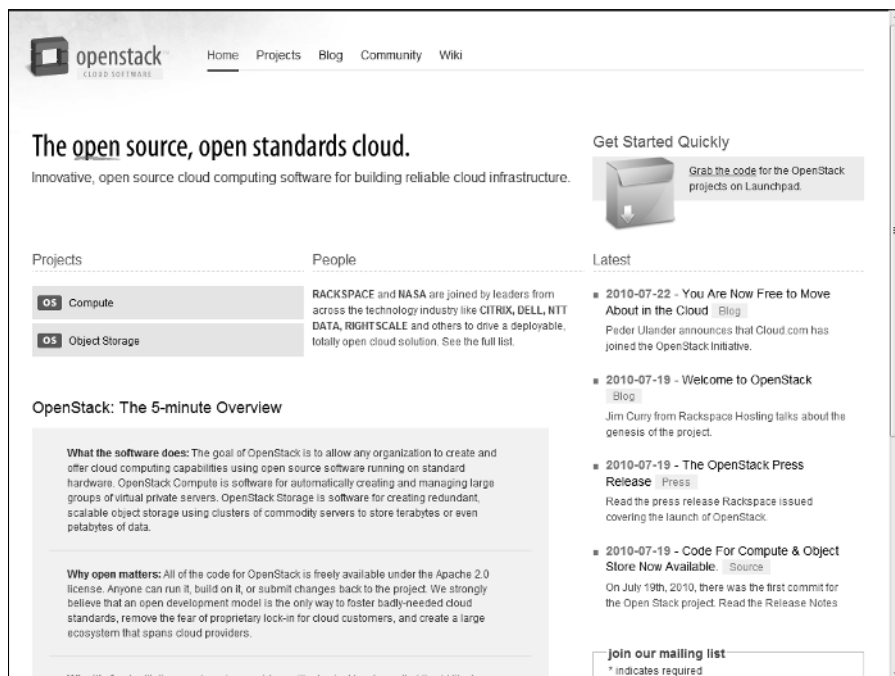 openstack
CLOUD SOFTWARE
Home Projects Blog Community Wiki
The open source, open standards cloud.
Innovative, open source cloud computing software for building reliable cloud infrastructure.
Get Started Quickly
Grab the code for the OpenStack
projects on Launchpad.
Projects
OS Compute
OS Object Storage
People
RACKSPACE and NASA are joined by leaders from
across the technology industry like CITRIX, DELL, NTT
DATA, RIGHTSCALE and others to drive a deployable,
totally open cloud solution. See the full list.
OpenStack: The 5-minute Overview
What the software does: The goal of OpenStack is to allow any organization to create and
offer cloud computing capabilities using open source software running on standard
hardware. OpenStack Compute is software for automatically creating and managing large
groups of virtual private servers. OpenStack Storage is software for creating redundant,
scalable object storage using clusters of commodity servers to store terabytes or even
petabytes of data.
Why open matters: All of the code for OpenStack is freely available under the Apache 2.0
license. Anyone can run it, build on it, or submit changes back to the project. We strongly
believe that an open development model is the only way to foster badly-needed cloud
standards, remove the fear of proprietary lock-in for cloud customers, and create a large
ecosystem that spans cloud providers.
Latest
2010-07-22 - You Are Now Free to Move
About in the Cloud Blog
Peder Ulander announces that Cloud.com has
joined the OpenStack Initiative.
2010-07-19 - Welcome to OpenStack
Blog
Jim Curry from Rackspace Hosting talks about the
genesis of the project.
2010-07-19 - The OpenStack Press
Release Press
Read the press release Rackspace issued
covering the launch of OpenStack.
2010-07-19 - Code For Compute & Object
Store Now Available. Source
On July 19th, 2010, there was the first commit for
the Open Stack project. Read the Release Notes
join our mailing list
* indicates required